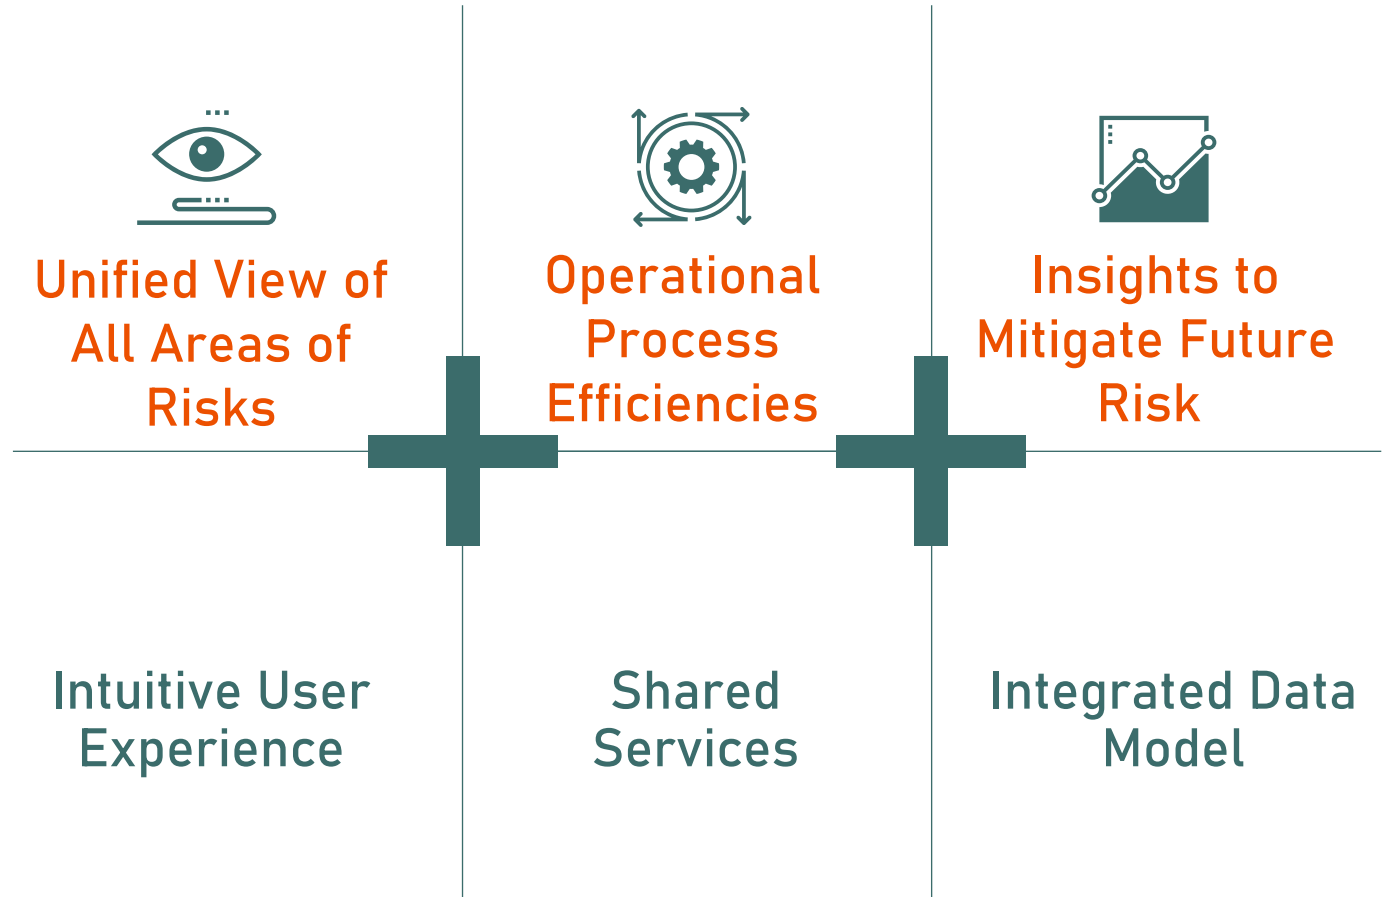 Unified View of
All Areas of
Risks
Operational
Process
Efficiencies
Insights to
Mitigate Future
Risk
Intuitive User
Experience
Shared
Services
Integrated Data
Model